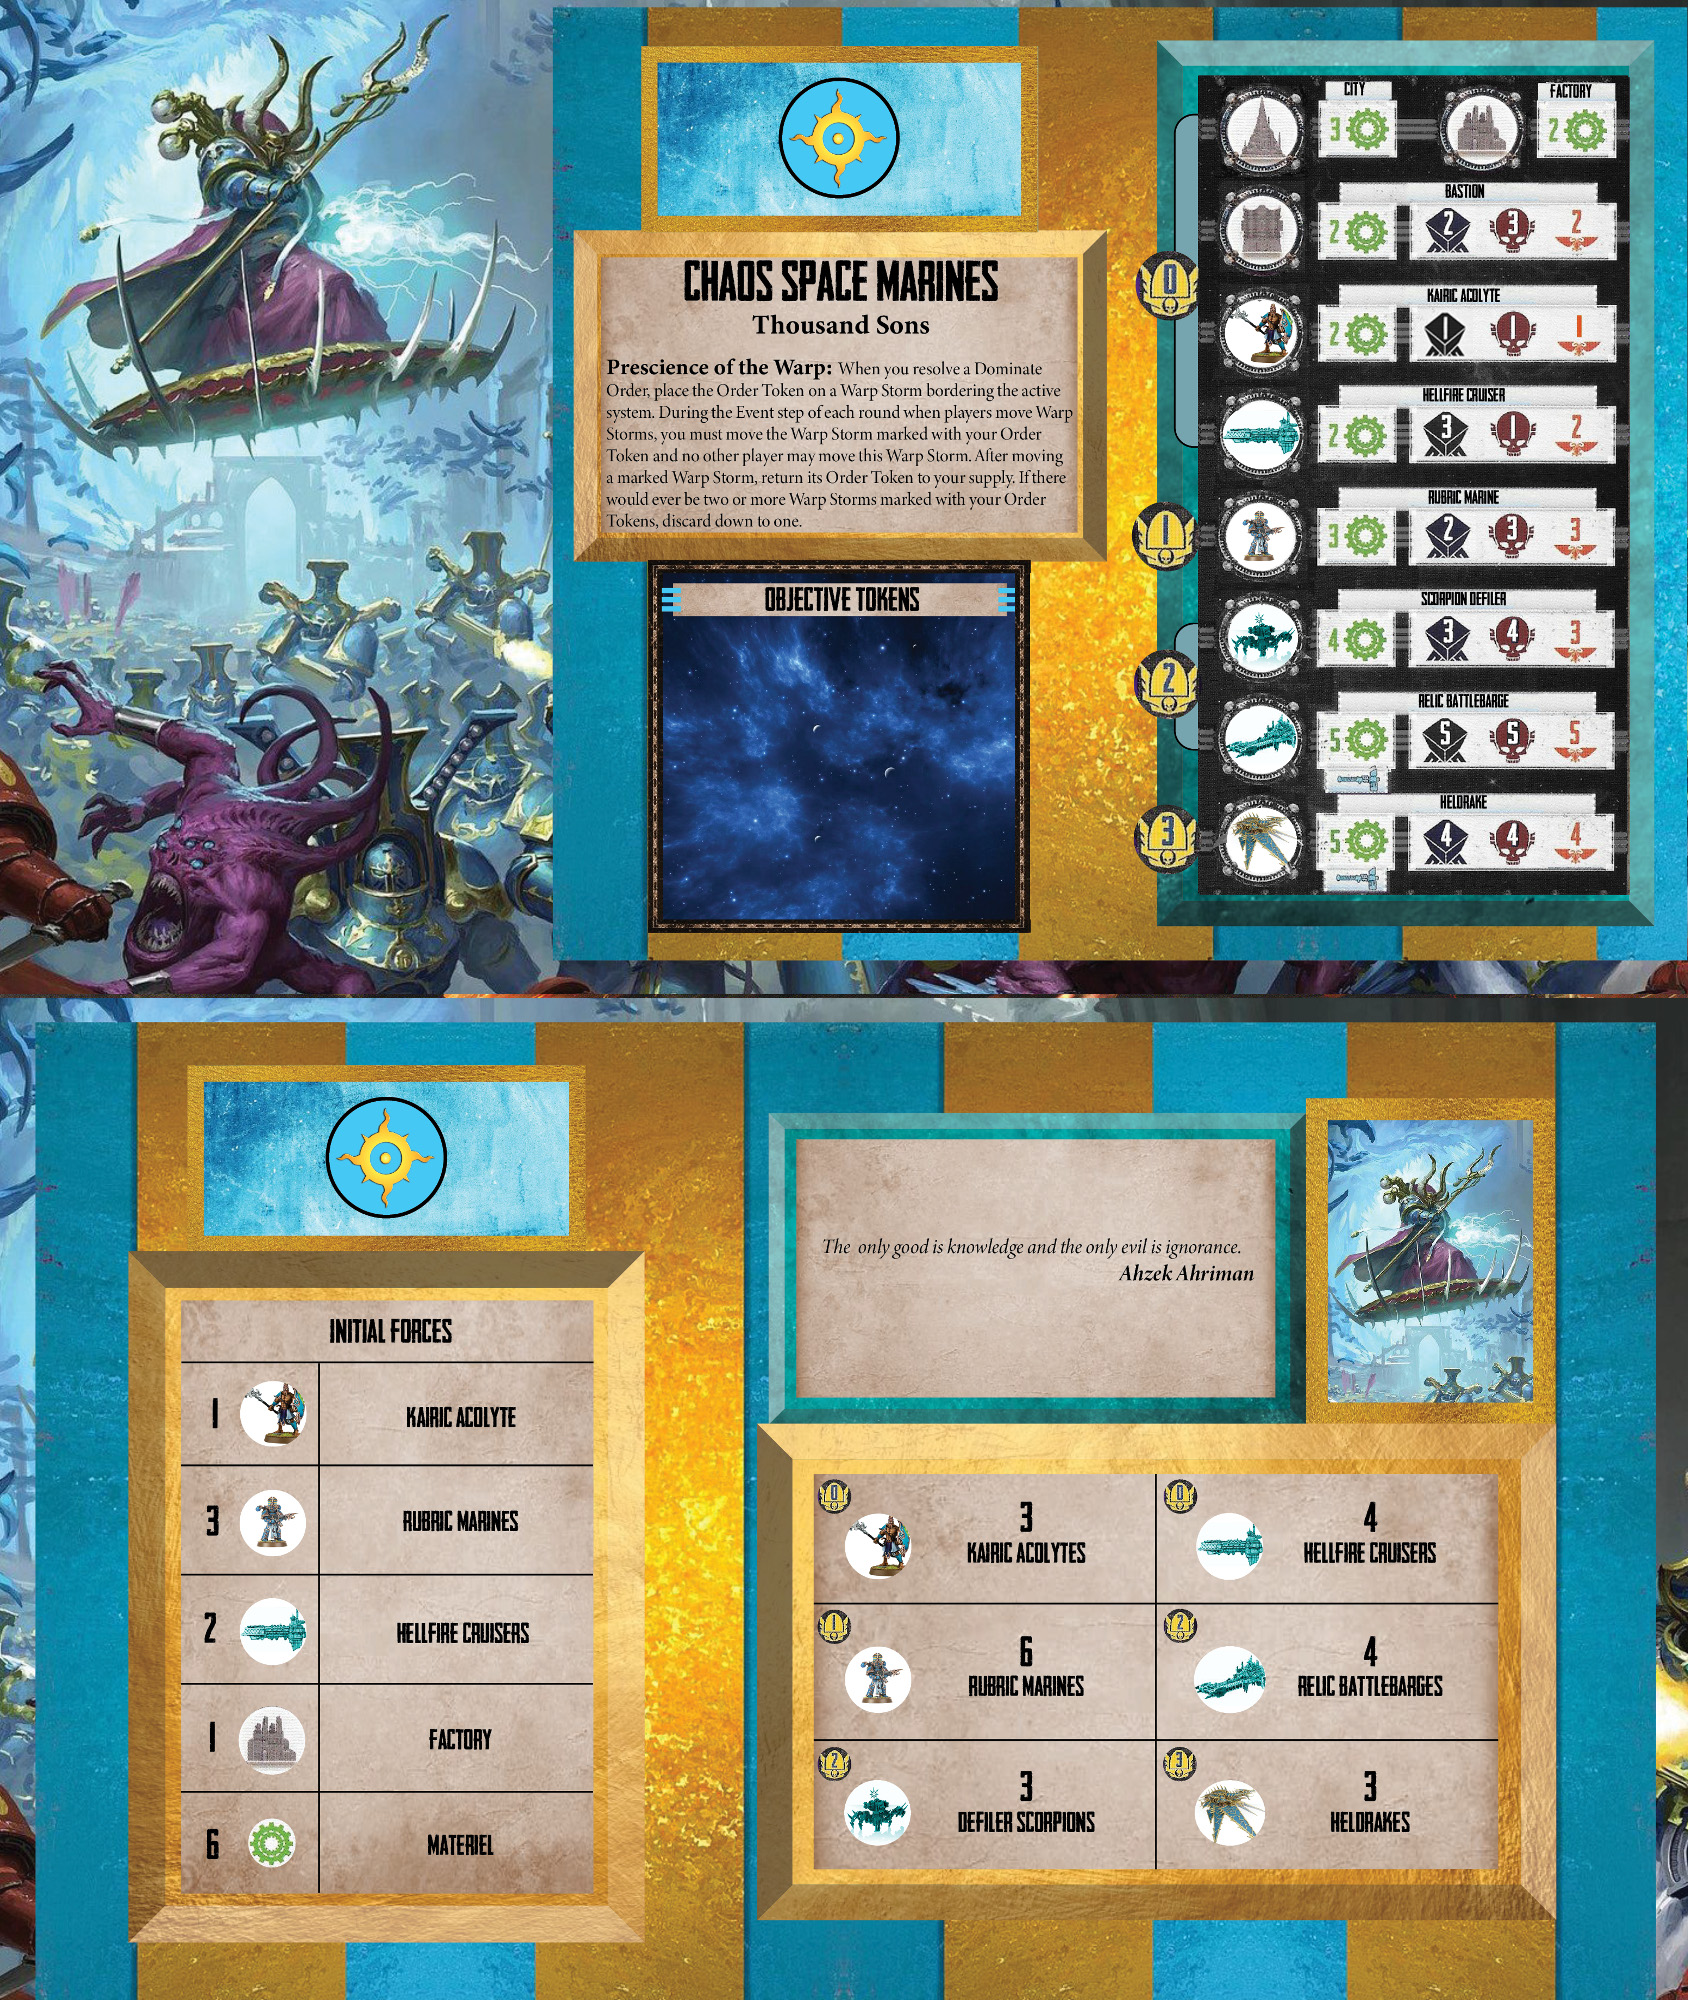 CHAOS SPACE MARINES
Thousand Sons
Prescience of the Warp: When you resolve a Dominate
Order, place the Order Token on a Warp Storm bordering the active
system. During the Event step of each round when players move Warp
Storms, you must move the Warp Storm marked with your Order
Token and no other player may move this Warp Storm. After moving
a marked Warp Storm, return its Order Token to your supply. If there
would ever be two or more Warp Storms marked with your Order
Tokens, discard down to one.
OBJECTIVE TOKENS
CITY
3
FACTORY
2
BASTION
2 2 3 2
0
KAIRIC ACOLYTE
2 1 1 1
HELLFIRE CRUISER
2 3 1 2
1
RUBRIC MARINE
3 2 3 3
SCORPION DEFILER
4 3 4 3
2
RELIC BATTLEBARGE
5 5 5 5
3
HELDRAKE
5 4 4 4
INITIAL FORCES
1 KAIRIC ACOLYTE
3 RUBRIC MARINES
2 HELLFIRE CRUISERS
1 FACTORY
6 MATERIEL
The only good is knowledge and the only evil is ignorance.
Ahzek Ahriman
0
3
KAIRIC ACOLYTES
0
4
HELLFIRE CRUISERS
1
6
RUBRIC MARINES
2
4
RELIC BATTLEBARGES
2
3
DEFILER SCORPIONS
3
3
HELDRAKES